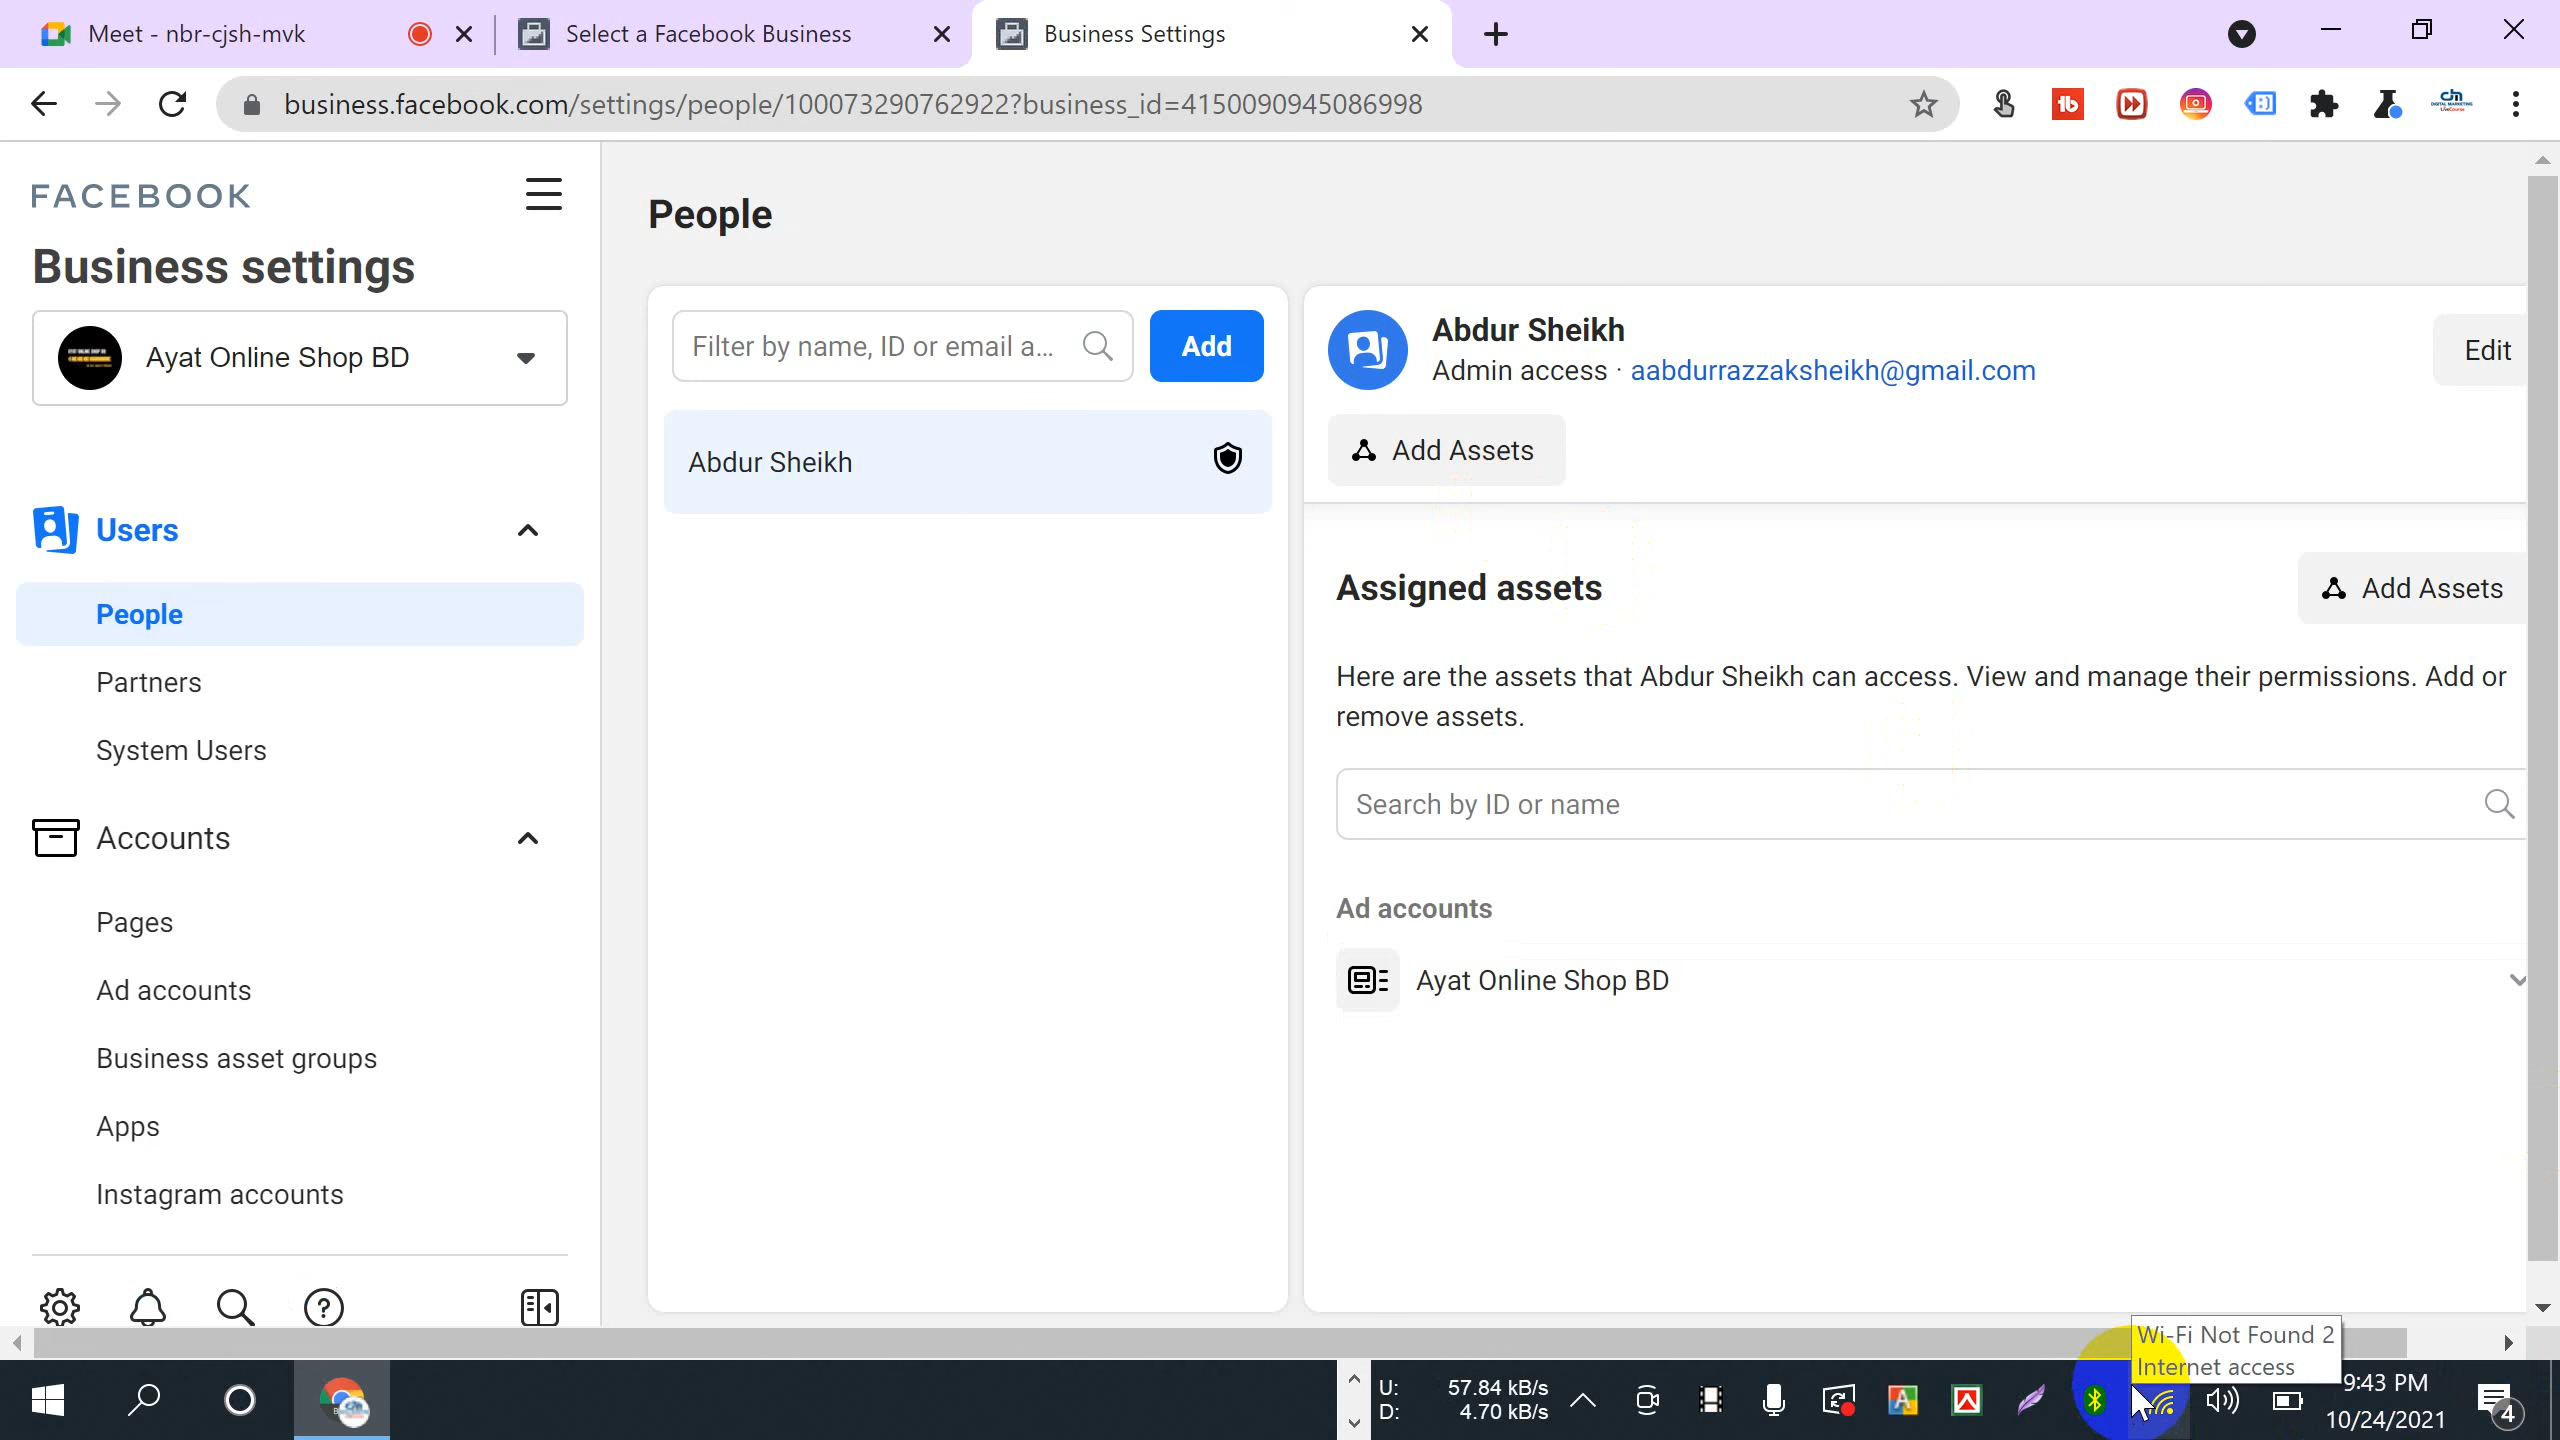 Meet - nbr-cjsh-mvk
Select a Facebook Business
Business Settings
business.facebook.com/settings/people/100073290762922?business_id=4150090945086998
FACEBOOK
Business settings
Ayat Online Shop BD
Users
People
Partners
System Users
Accounts
Pages
Ad accounts
Business asset groups
Apps
Instagram accounts
People
Filter by name, ID or email a...
Add
Abdur Sheikh
Abdur Sheikh
Admin access · aabdurrazzaksheikh@gmail.com
Edit
Add Assets
Assigned assets
Add Assets
Here are the assets that Abdur Sheikh can access. View and manage their permissions. Add or
remove assets.
Search by ID or name
Ad accounts
Ayat Online Shop BD
Wi-Fi Not Found 2
Internet access
U: 57.84 kB/s
D: 4.70 kB/s
9:43 PM
10/24/2021
4